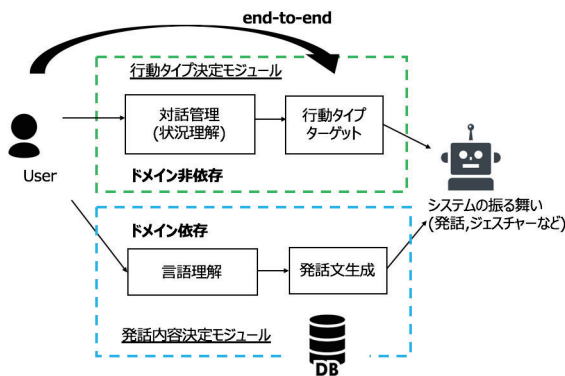 end-to-end
行動タイプ決定モジュール
対話管理
(状況理解)
行動タイプ
ターゲット
User
ドメイン非依存
システムの振る舞い
(発話,ジェスチャーなど)
ドメイン依存
言語理解
発話文生成
発話内容決定モジュール
DB